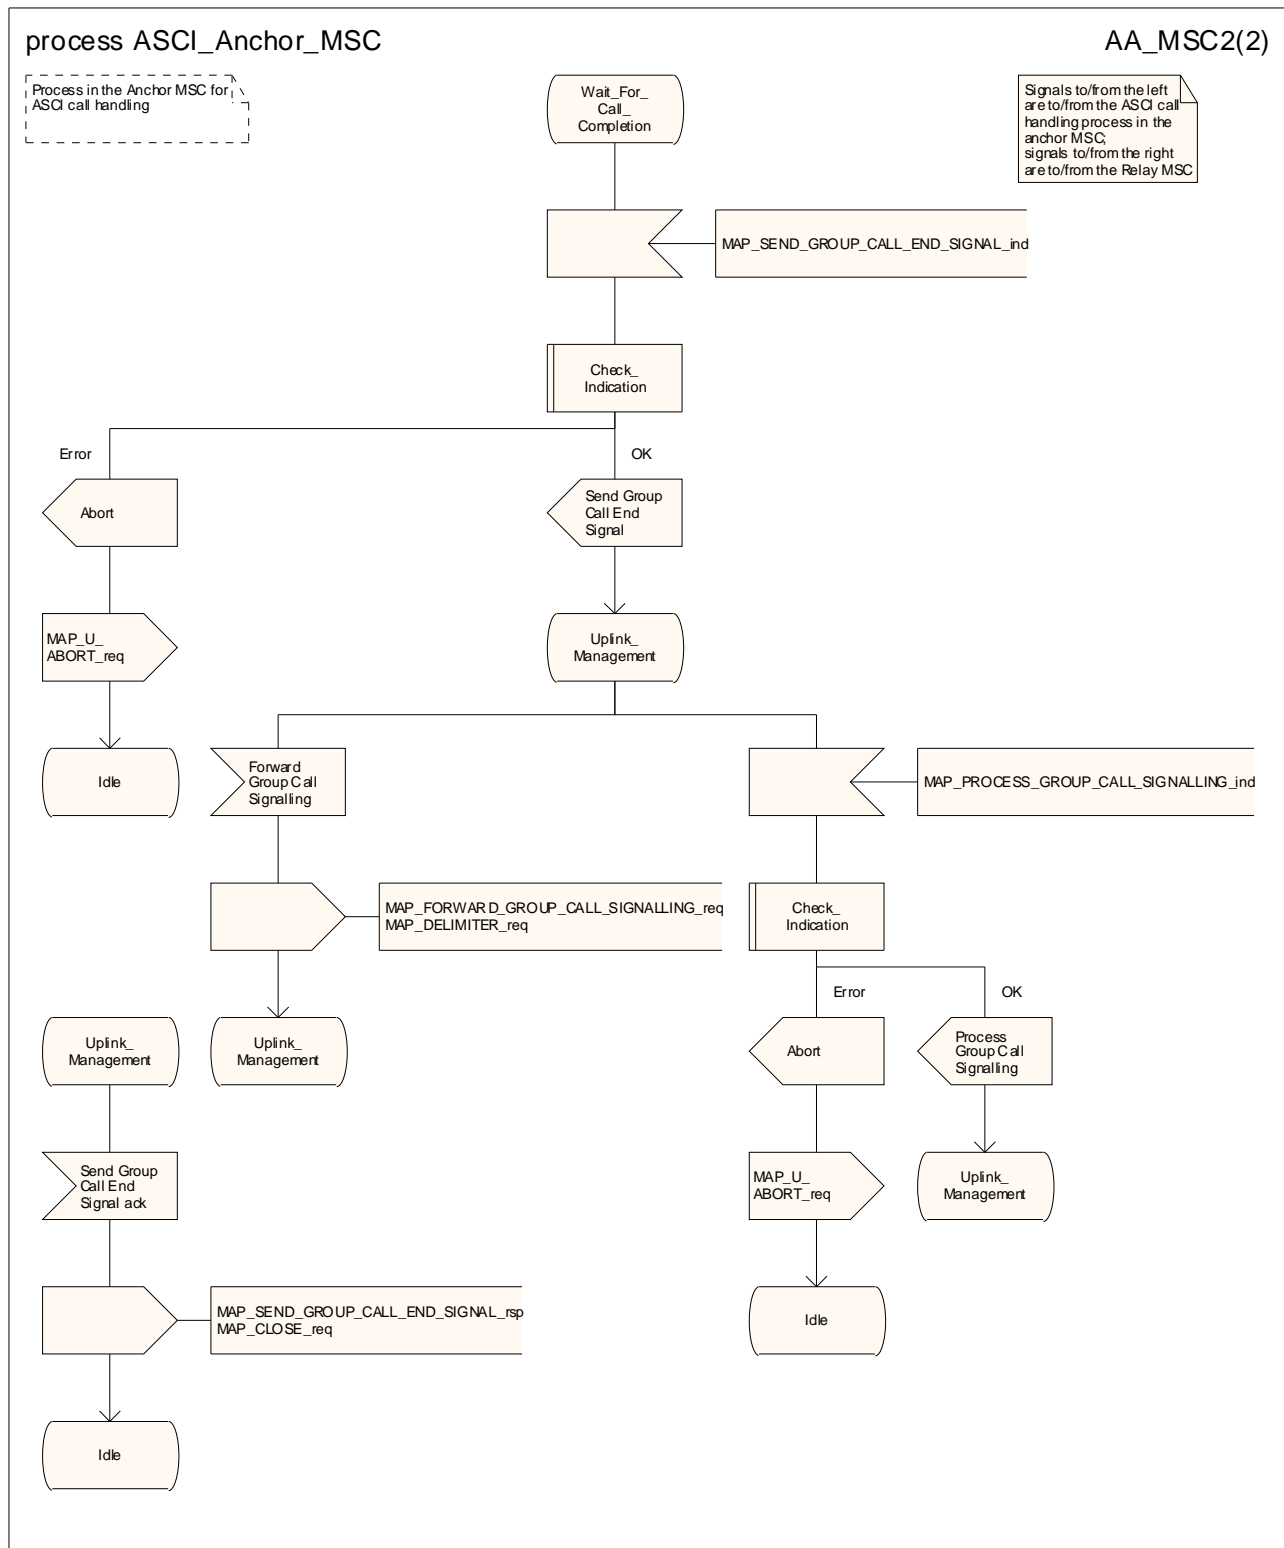 process ASCI_Anchor_MSC
AA_MSC2(2)
Process in the Anchor MSC for
ASCI call handling
Wait_For_
Call_
Completion
Signals to/from the left
are to/from the ASCI call
handling process in the
anchor MSC;
signals to/from the right
are to/from the Relay MSC
MAP_SEND_GROUP_CALL_END_SIGNAL_ind
Check_
Indication
Error
OK
Abort
Send Group
Call End
Signal
MAP_U_
ABORT_req
Uplink_
Management
Idle
Forward
Group Call
Signalling
MAP_PROCESS_GROUP_CALL_SIGNALLING_ind
MAP_FORWARD_GROUP_CALL_SIGNALLING_req
MAP_DELIMITER_req
Check_
Indication
Error
OK
Uplink_
Management
Uplink_
Management
Abort
Process
Group Call
Signalling
Send Group
Call End
Signal ack
MAP_U_
ABORT_req
Uplink_
Management
MAP_SEND_GROUP_CALL_END_SIGNAL_rsp
MAP_CLOSE_req
Idle
Idle